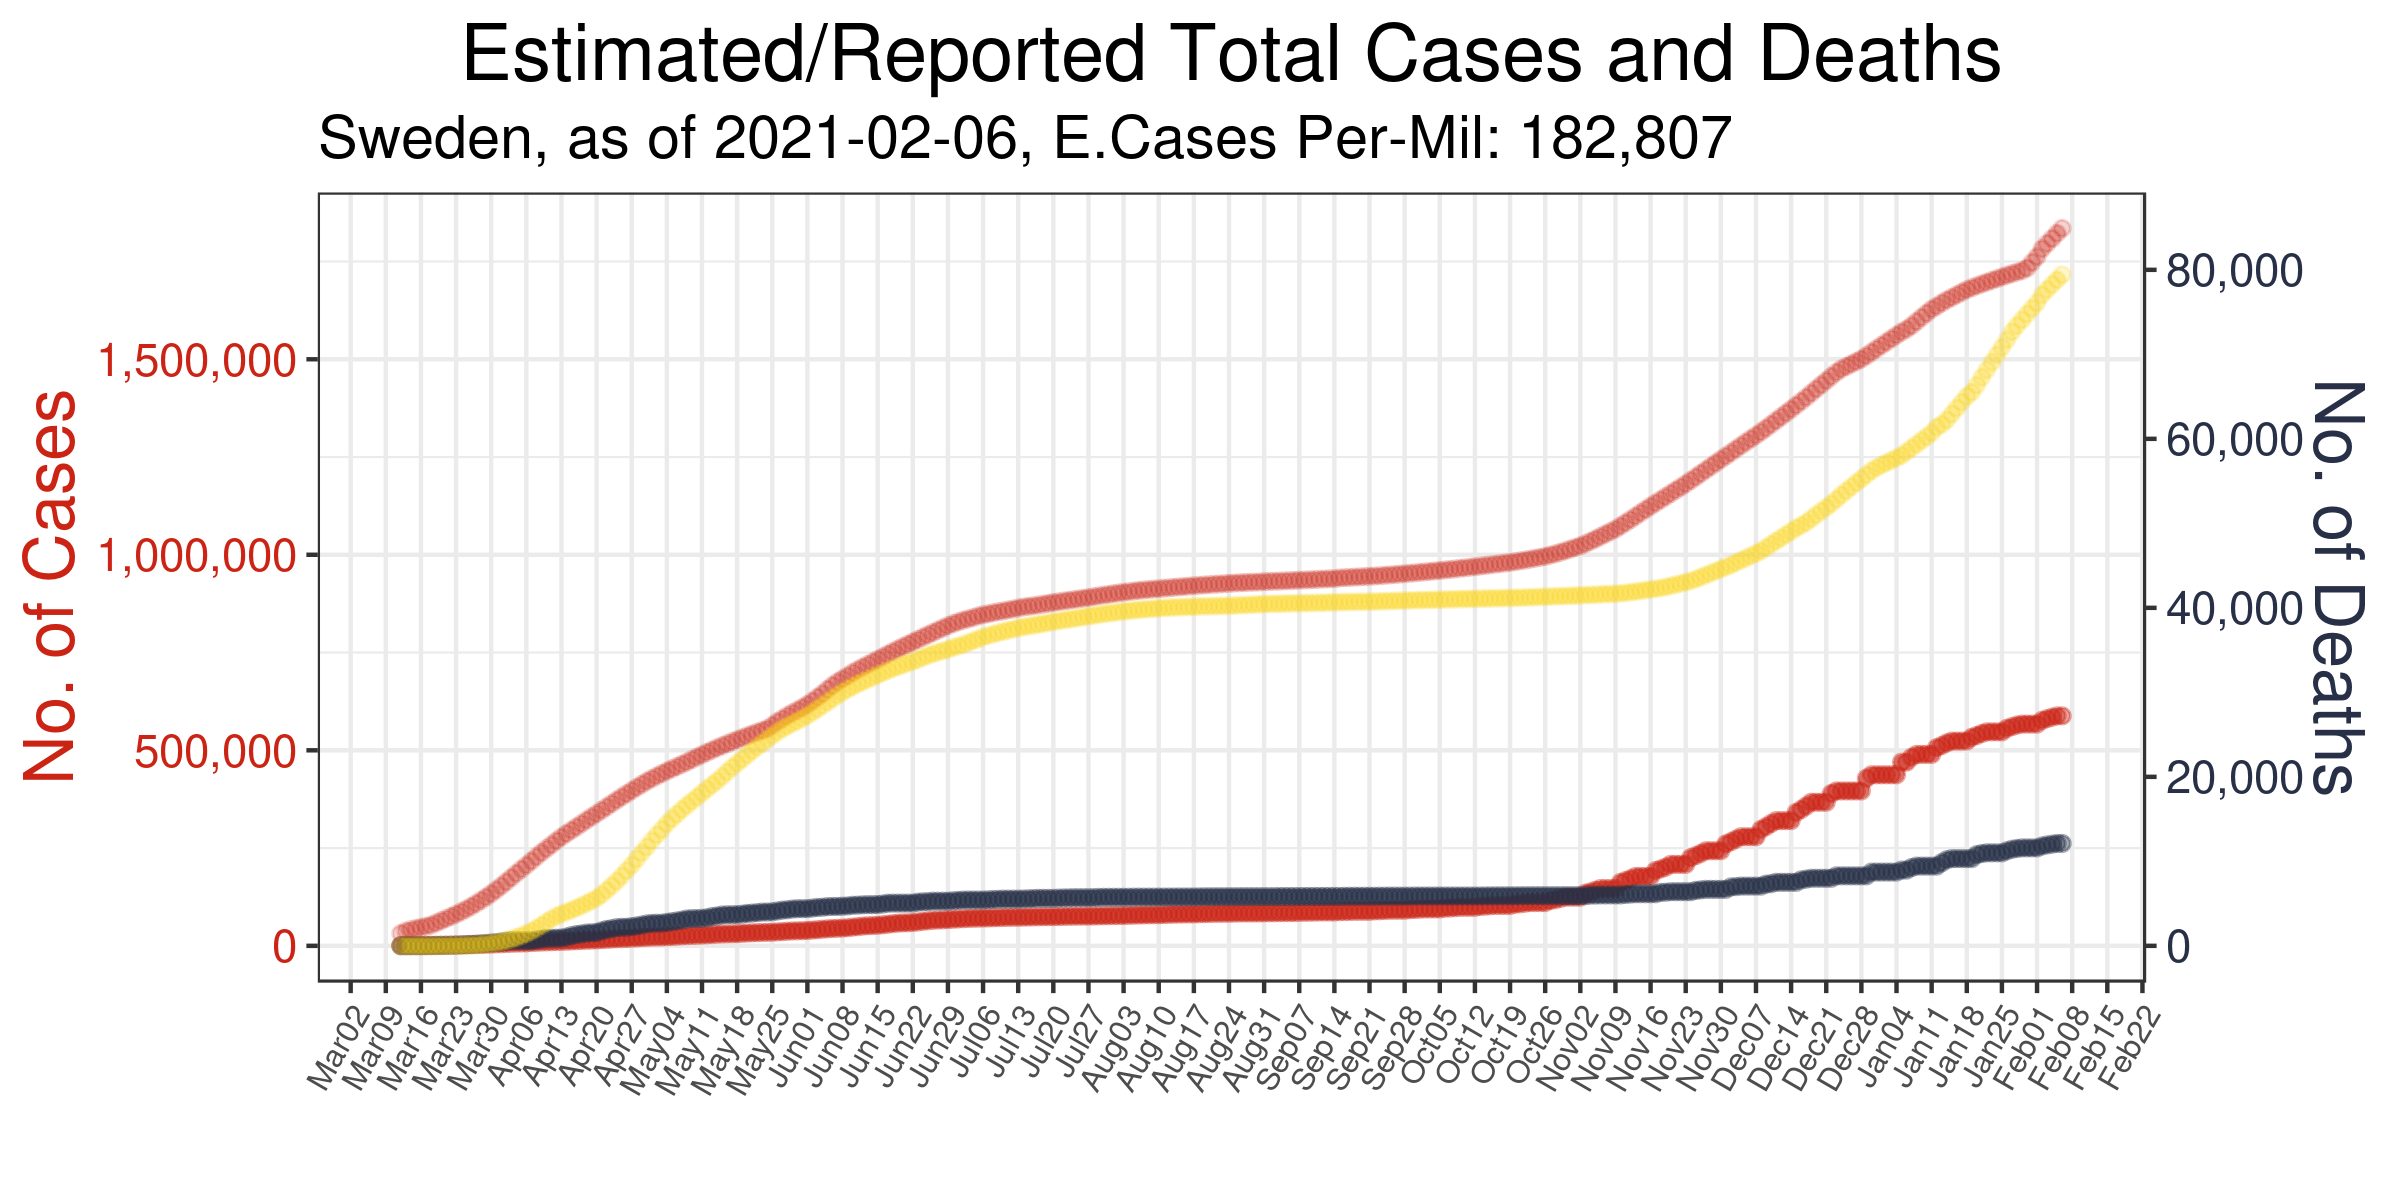 Estimated/Reported Total Cases and Deaths
Sweden, as of 2021-02-06, E.Cases Per-Mil: 182,807
No. of Cases
1,500,000
1,000,000
500,000
0
80,000
60,000
40,000
20,000
0
No. of Deaths
Mar02
Mar09
Mar16
Mar23
Mar30
Apr06
Apr13
Apr20
Apr27
May04
May11
May18
May25
Jun01
Jun08
Jun15
Jun22
Jun29
Jul06
Jul13
Jul20
Jul27
Aug03
Aug10
Aug17
Aug24
Aug31
Sep07
Sep14
Sep21
Sep28
Oct05
Oct12
Oct19
Oct26
Nov02
Nov09
Nov16
Nov23
Nov30
Dec07
Dec14
Dec21
Dec28
Jan04
Jan11
Jan18
Jan25
Feb01
Feb08
Feb15
Feb22